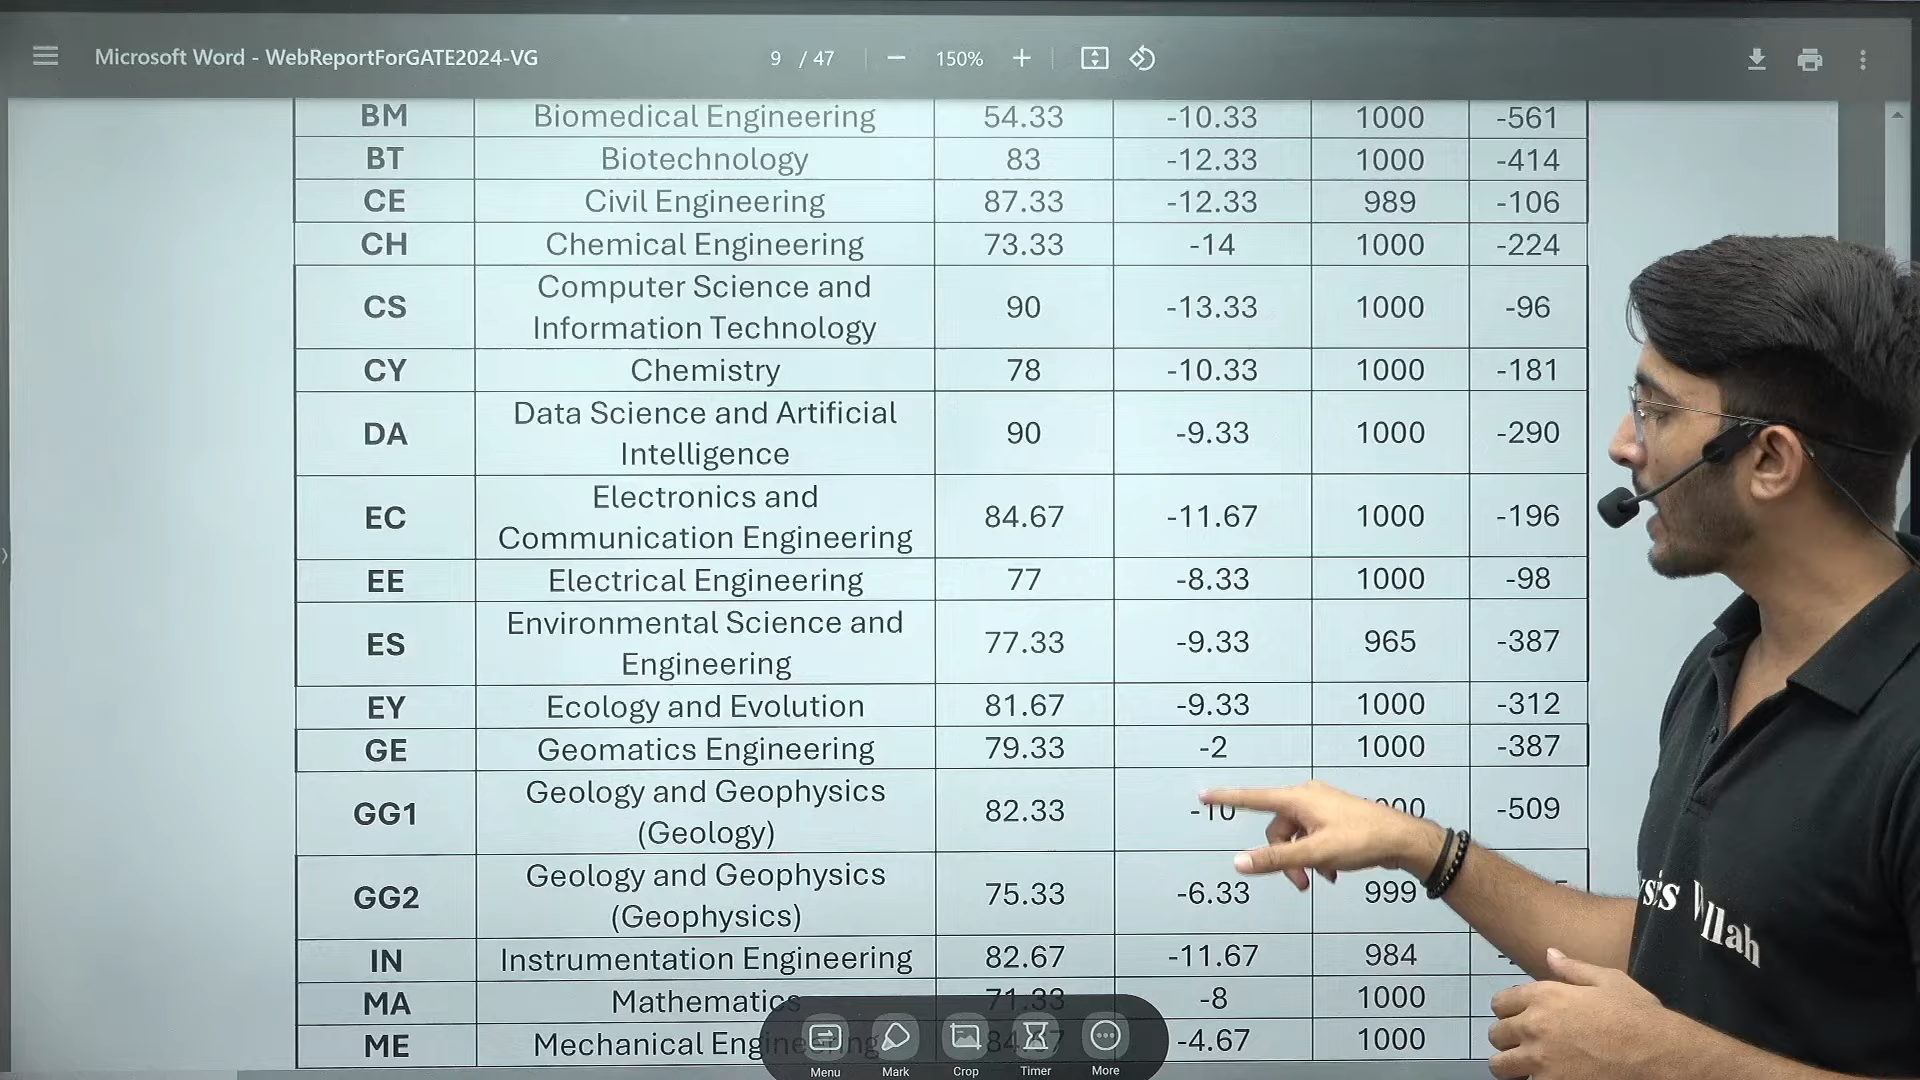 Microsoft Word - WebReportForGATE2024-VG 9 / 47 150%
BM Biomedical Engineering 54.33 -10.33 1000 -561
BT Biotechnology 83 -12.33 1000 -414
CE Civil Engineering 87.33 -12.33 989 -106
CH Chemical Engineering 73.33 -14 1000 -224
Computer Science and
CS Information Technology 90 -13.33 1000 -96
CY Chemistry 78 -10.33 1000 -181
Data Science and Artificial
DA Intelligence 90 -9.33 1000 -290
Electronics and
EC Communication Engineering 84.67 -11.67 1000 -196
EE Electrical Engineering 77 -8.33 1000 -98
Environmental Science and
ES Engineering 77.33 -9.33 965 -387
EY Ecology and Evolution 81.67 -9.33 1000 -312
GE Geomatics Engineering 79.33 -2 1000 -387
Geology and Geophysics
GG1 (Geology) 82.33 -10 -509
Geology and Geophysics
GG2 (Geophysics) 75.33 -6.33 999
IN Instrumentation Engineering 82.67 -11.67 984
MA Mathematics 71.33 -8 1000
ME Mechanical Engineering -4.67 1000
Menu Mark Crop Timer More